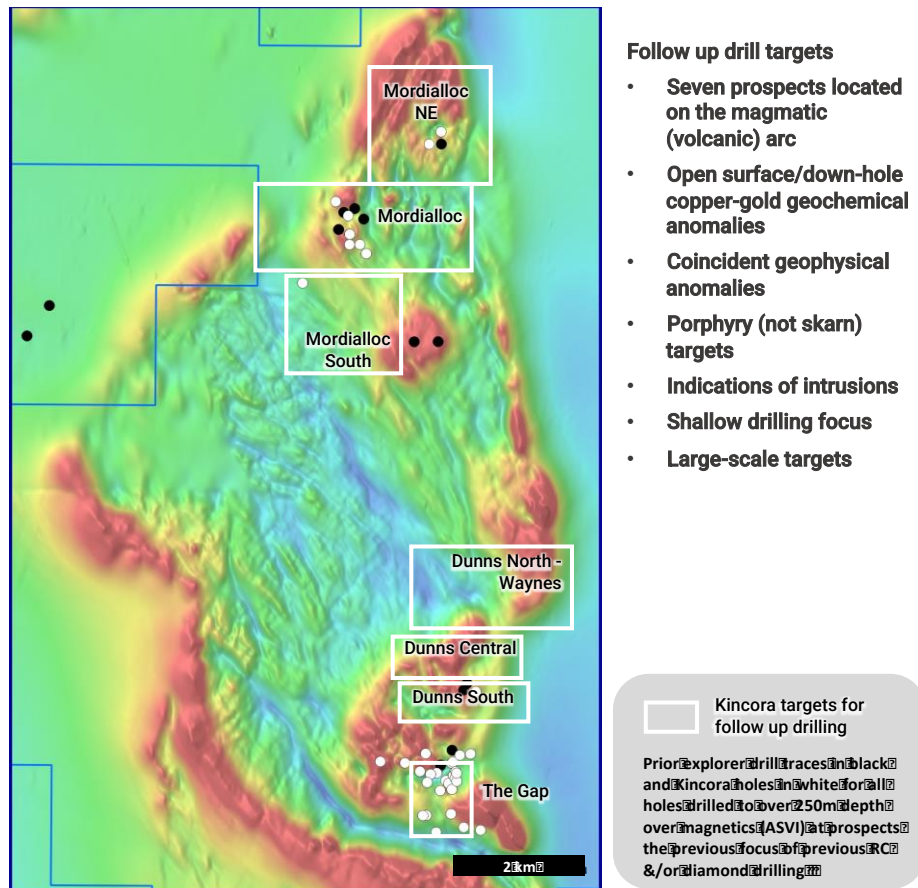 Mordialloc
NE
Mordialloc
Mordialloc
South
Dunns North -
Waynes
Dunns Central
Dunns South
The Gap
2 km
Follow up drill targets
• Seven prospects located
on the magmatic
(volcanic) arc
• Open surface/down-hole
copper-gold geochemical
anomalies
• Coincident geophysical
anomalies
• Porphyry (not skarn)
targets
• Indications of intrusions
• Shallow drilling focus
• Large-scale targets
Kincora targets for
follow up drilling
Prior explorer drill traces in black
and Kincora holes in white for all
holes drilled to over 250m depth
over magnetics (ASVI) at prospects
the previous focus of previous RC
&/or diamond drilling